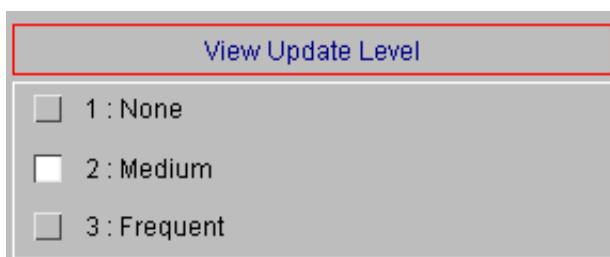 View Update Level
1 : None
2 : Medium
3 : Frequent